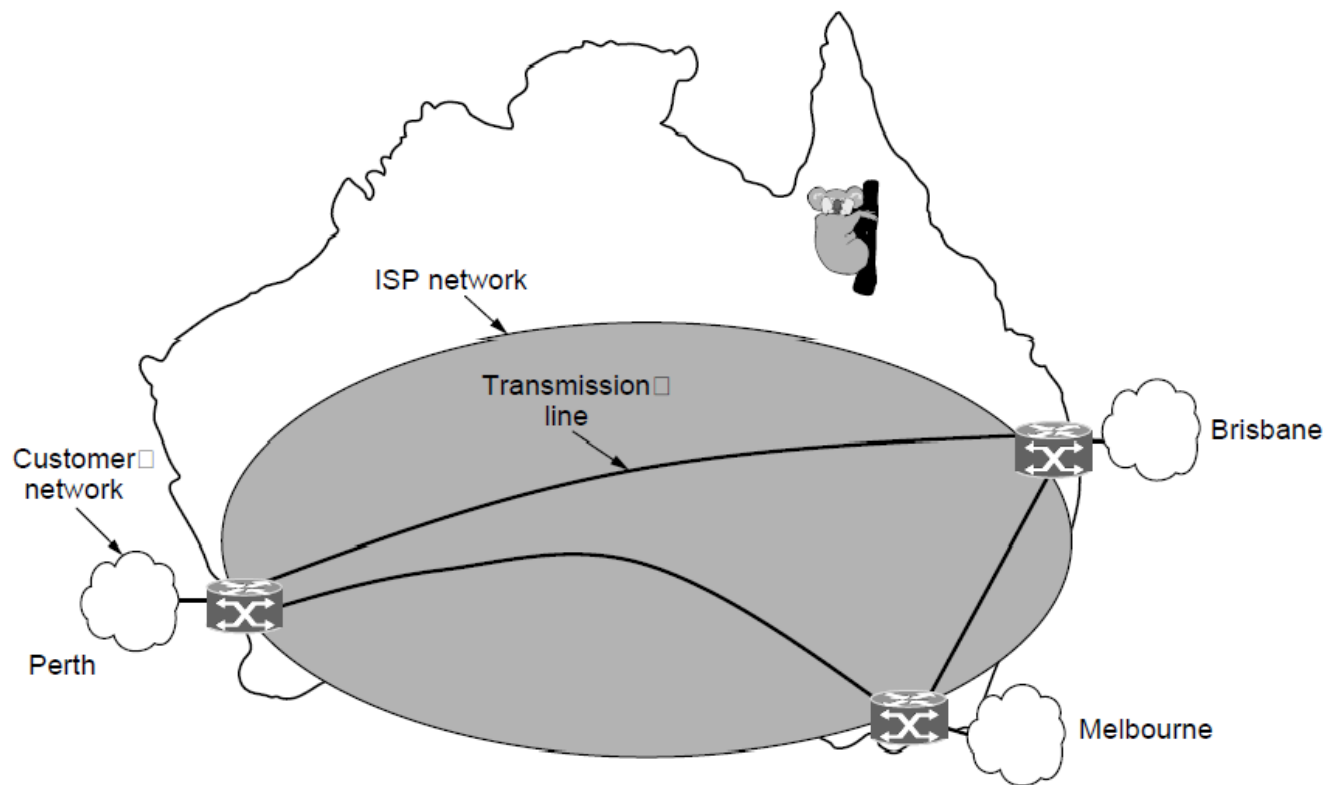 ISP network
Transmission□
line
Brisbane
Customer□
network
Perth
Melbourne